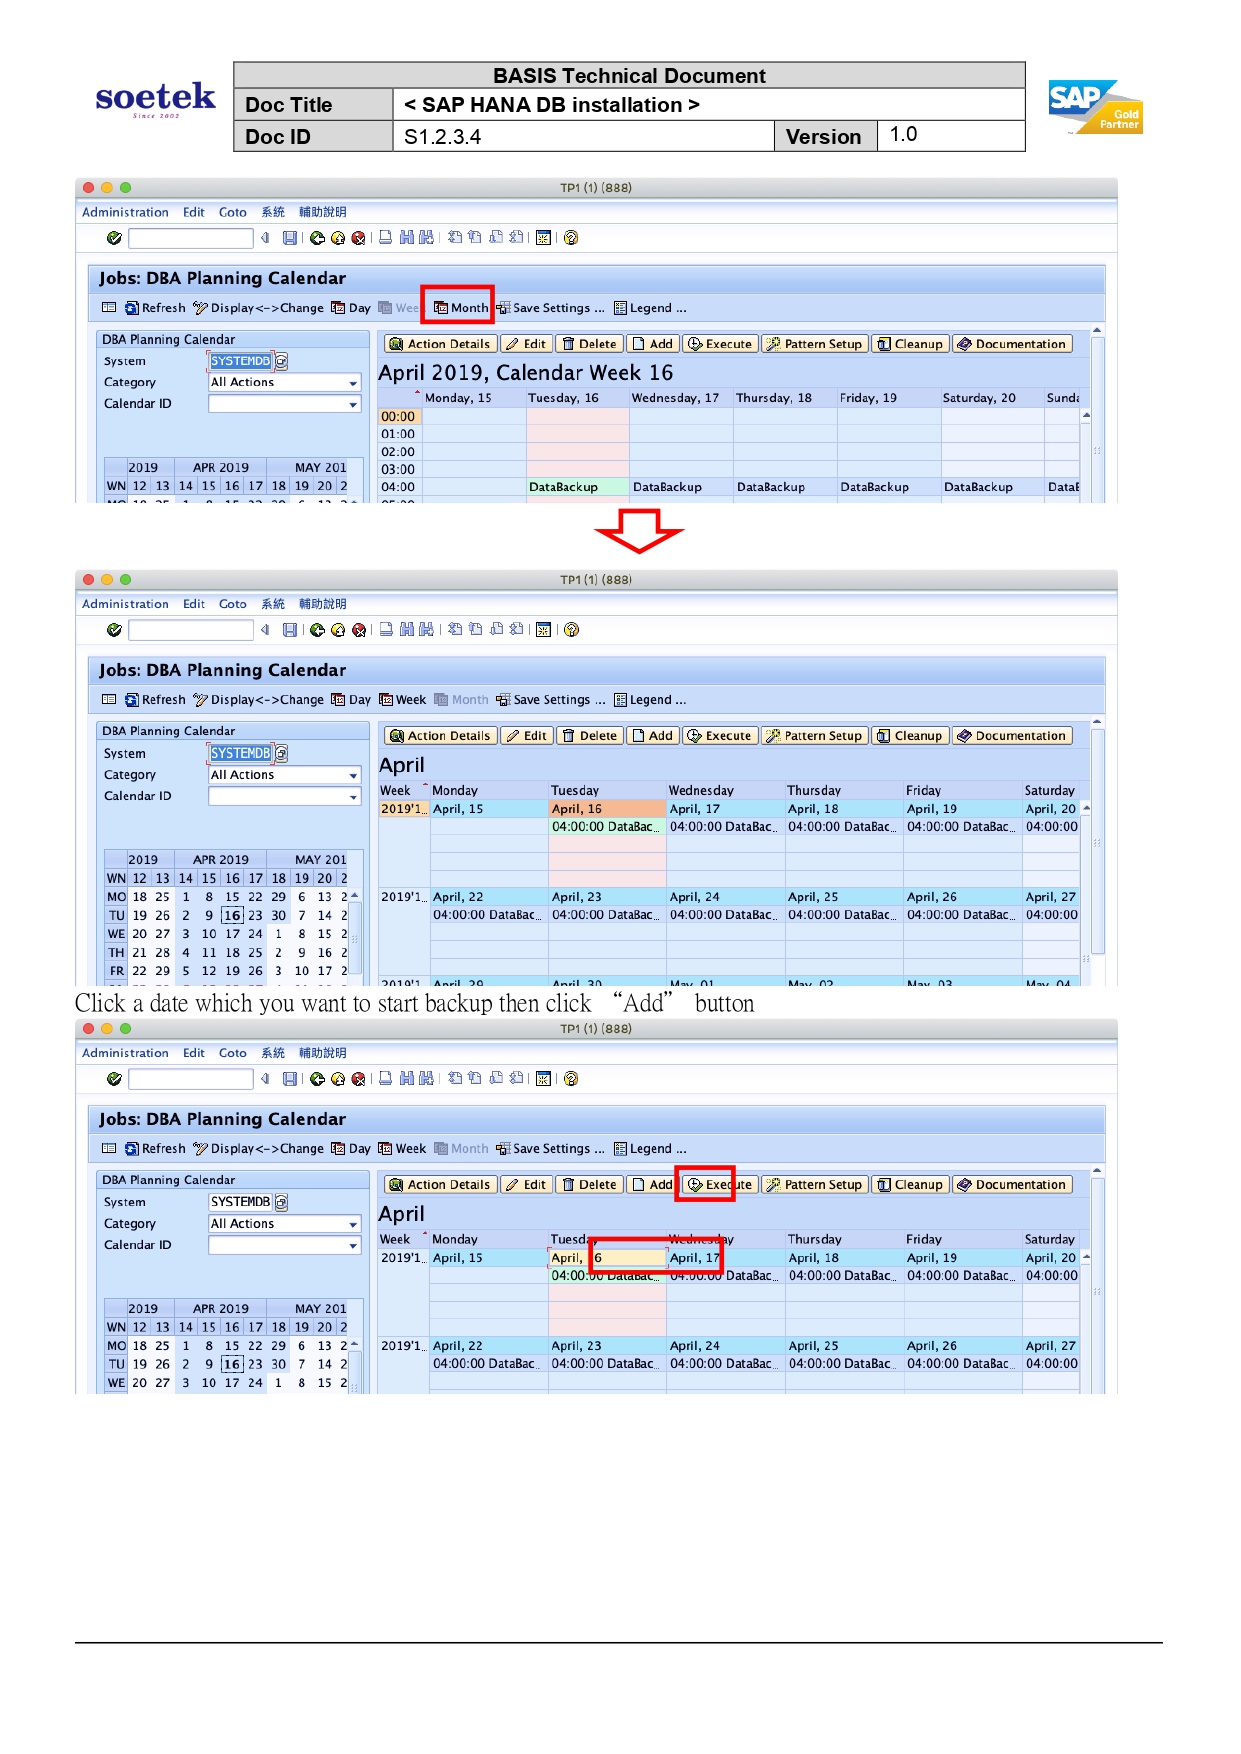 soetek
Since 2002
BASIS Technical Document
Doc Title < SAP HANA DB installation >
Doc ID S1.2.3.4 Version 1.0
SAP Gold Partner
TP1 (1) (888)
Administration Edit Goto 系統 輔助說明
Jobs: DBA Planning Calendar
Refresh Display<->Change Day Week Month Save Settings ... Legend ...
DBA Planning Calendar
System SYSTEMDB
Category All Actions
Calendar ID
Action Details Edit Delete Add Execute Pattern Setup Cleanup Documentation
April 2019, Calendar Week 16
Monday, 15 Tuesday, 16 Wednesday, 17 Thursday, 18 Friday, 19 Saturday, 20 Sunda
00:00
01:00
02:00
03:00
04:00 DataBackup DataBackup DataBackup DataBackup DataBackup DataB
2019 APR 2019 MAY 201
WN 12 13 14 15 16 17 18 19 20 2
TP1 (1) (888)
Administration Edit Goto 系統 輔助說明
Jobs: DBA Planning Calendar
Refresh Display<->Change Day Week Month Save Settings ... Legend ...
DBA Planning Calendar
System SYSTEMDB
Category All Actions
Calendar ID
2019 APR 2019 MAY 201
WN 12 13 14 15 16 17 18 19 20 2
MO 18 25 1 8 15 22 29 6 13 2
TU 19 26 2 9 16 23 30 7 14 2
WE 20 27 3 10 17 24 1 8 15 2
TH 21 28 4 11 18 25 2 9 16 2
FR 22 29 5 12 19 26 3 10 17 2
Action Details Edit Delete Add Execute Pattern Setup Cleanup Documentation
April
Week Monday Tuesday Wednesday Thursday Friday Saturday
2019'1... April, 15 April, 16 April, 17 April, 18 April, 19 April, 20
04:00:00 DataBac... 04:00:00 DataBac... 04:00:00 DataBac... 04:00:00 DataBac... 04:00:00
2019'1... April, 22 April, 23 April, 24 April, 25 April, 26 April, 27
04:00:00 DataBac... 04:00:00 DataBac... 04:00:00 DataBac... 04:00:00 DataBac... 04:00:00 DataBac... 04:00:00
2019'1... April, 29 April, 30 May, 01 May, 02 May, 03 May, 04
Click a date which you want to start backup then click “Add” button
TP1 (1) (888)
Administration Edit Goto 系統 輔助說明
Jobs: DBA Planning Calendar
Refresh Display<->Change Day Week Month Save Settings ... Legend ...
DBA Planning Calendar
System SYSTEMDB
Category All Actions
Calendar ID
2019 APR 2019 MAY 201
WN 12 13 14 15 16 17 18 19 20 2
MO 18 25 1 8 15 22 29 6 13 2
TU 19 26 2 9 16 23 30 7 14 2
WE 20 27 3 10 17 24 1 8 15 2
Action Details Edit Delete Add Execute Pattern Setup Cleanup Documentation
April
Week Monday Tuesday Wednesday Thursday Friday Saturday
2019'1... April, 15 April, 16 April, 17 April, 18 April, 19 April, 20
04:00:00 DataBac... 04:00:00 DataBac... 04:00:00 DataBac... 04:00:00 DataBac... 04:00:00
2019'1... April, 22 April, 23 April, 24 April, 25 April, 26 April, 27
04:00:00 DataBac... 04:00:00 DataBac... 04:00:00 DataBac... 04:00:00 DataBac... 04:00:00 DataBac... 04:00:00